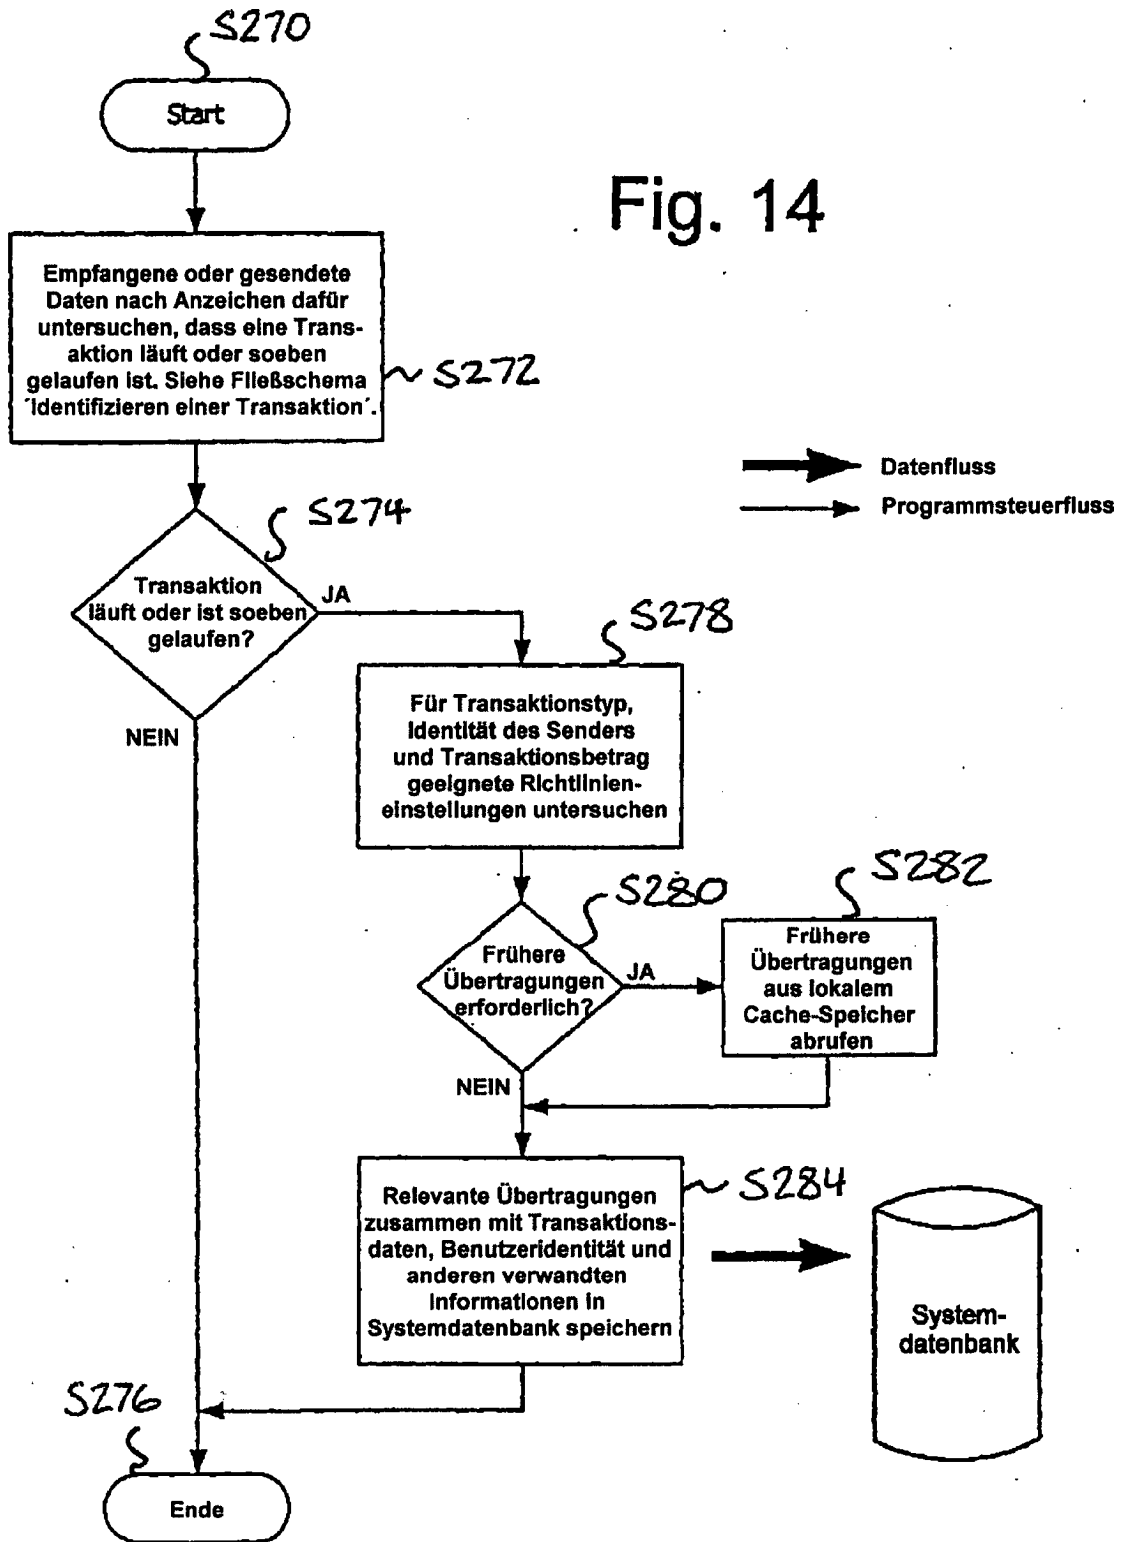 S270
Start
Fig. 14
Empfangene oder gesendete
Daten nach Anzeichen dafür
untersuchen, dass eine Trans-
aktion läuft oder soeben
gelaufen ist. Siehe Fließschema
´Identifizieren einer Transaktion´.
S272
Datenfluss
Programmsteuerfluss
S274
Transaktion
läuft oder ist soeben
gelaufen?
JA
NEIN
S278
Für Transaktionstyp,
Identität des Senders
und Transaktionsbetrag
geeignete Richtlinien-
einstellungen untersuchen
S280
Frühere
Übertragungen
erforderlich?
JA
NEIN
S282
Frühere
Übertragungen
aus lokalem
Cache-Speicher
abrufen
S284
Relevante Übertragungen
zusammen mit Transaktions-
daten, Benutzeridentität und
anderen verwandten
Informationen in
Systemdatenbank speichern
System-
datenbank
S276
Ende